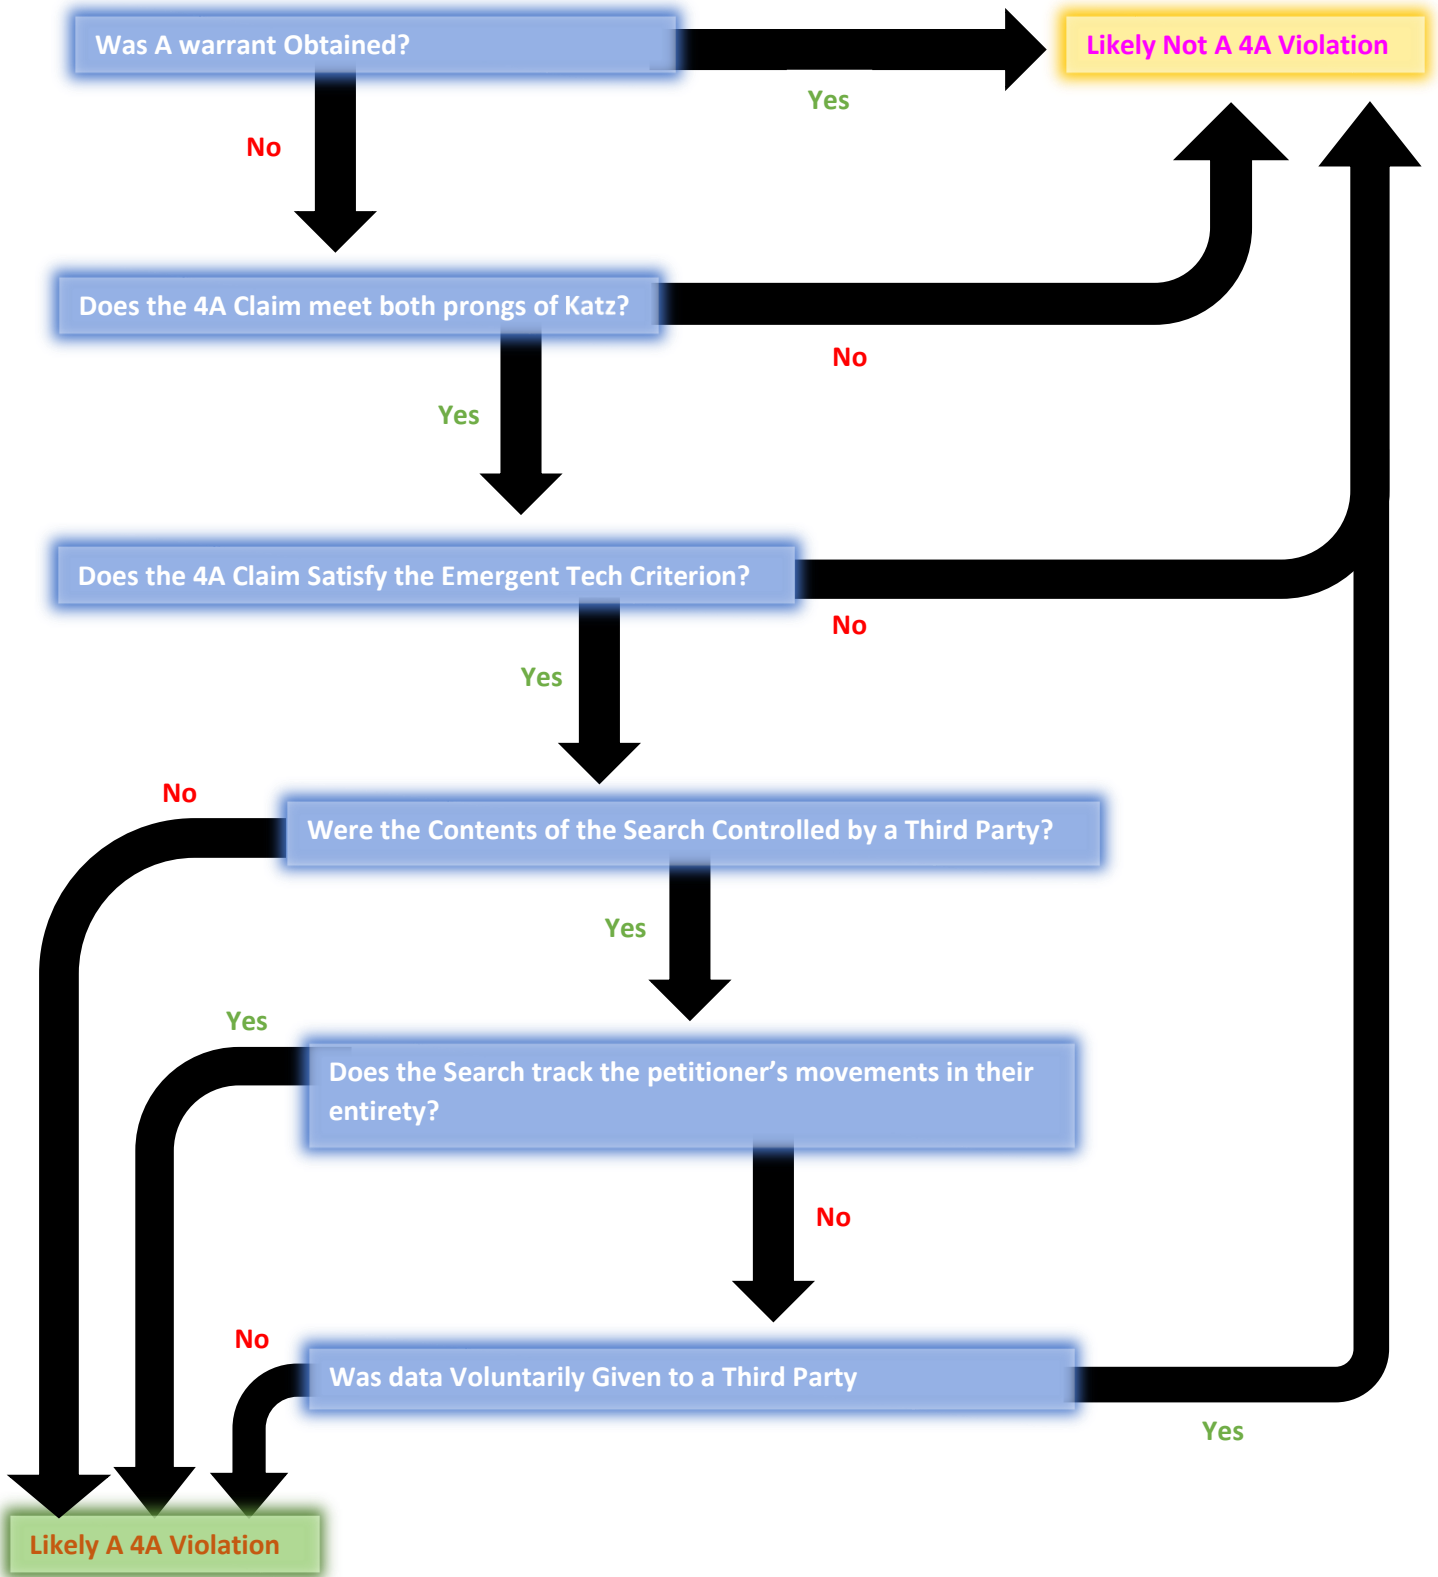 Was A warrant Obtained?
Likely Not A 4A Violation
Yes
No
Does the 4A Claim meet both prongs of Katz?
No
Yes
Does the 4A Claim Satisfy the Emergent Tech Criterion?
No
Yes
No
Were the Contents of the Search Controlled by a Third Party?
Yes
Yes
Does the Search track the petitioner’s movements in their
entirety?
No
No
Was data Voluntarily Given to a Third Party
Yes
Likely A 4A Violation